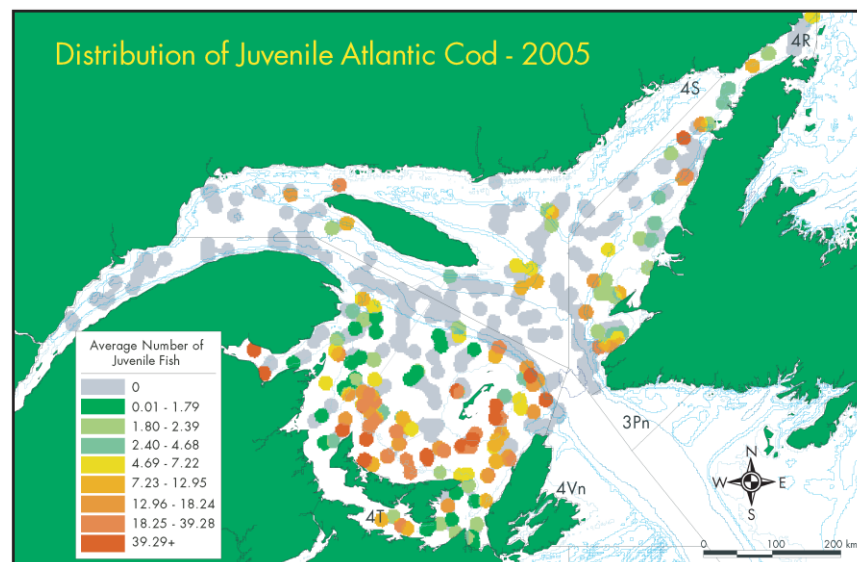 Distribution of Juvenile Atlantic Cod - 2005
4R
4S
Average Number of
Juvenile Fish
0
0.01 - 1.79
1.80 - 2.39
2.40 - 4.68
4.69 - 7.22
7.23 - 12.95
12.96 - 18.24
18.25 - 39.28
39.29+
3Pn
4Vn
4T
N
W E
S
0 100 200 km